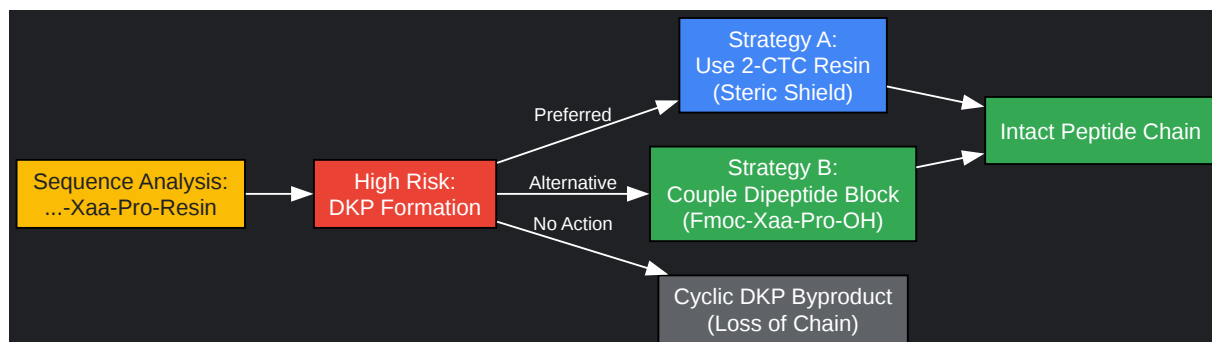 Sequence Analysis:
...-Xaa-Pro-Resin
High Risk:
DKP Formation
Preferred
Alternative
No Action
Strategy A:
Use 2-CTC Resin
(Steric Shield)
Strategy B:
Couple Dipeptide Block
(Fmoc-Xaa-Pro-OH)
Cyclic DKP Byproduct
(Loss of Chain)
Intact Peptide Chain